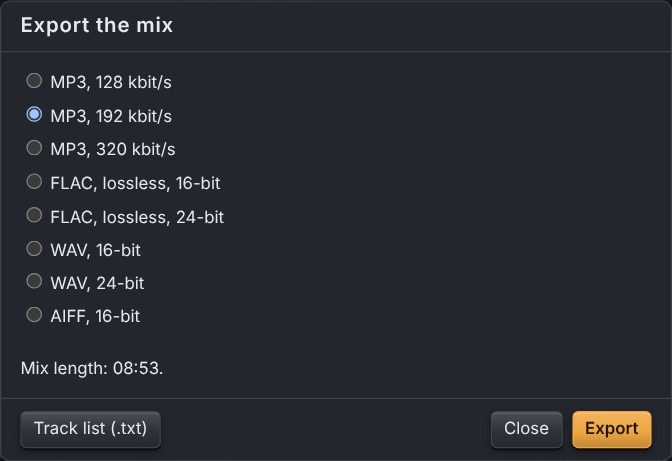 Export the mix
MP3, 128 kbit/s
MP3, 192 kbit/s
MP3, 320 kbit/s
FLAC, lossless, 16-bit
FLAC, lossless, 24-bit
WAV, 16-bit
WAV, 24-bit
AIFF, 16-bit
Mix length: 08:53.
Track list (.txt)
Close
Export